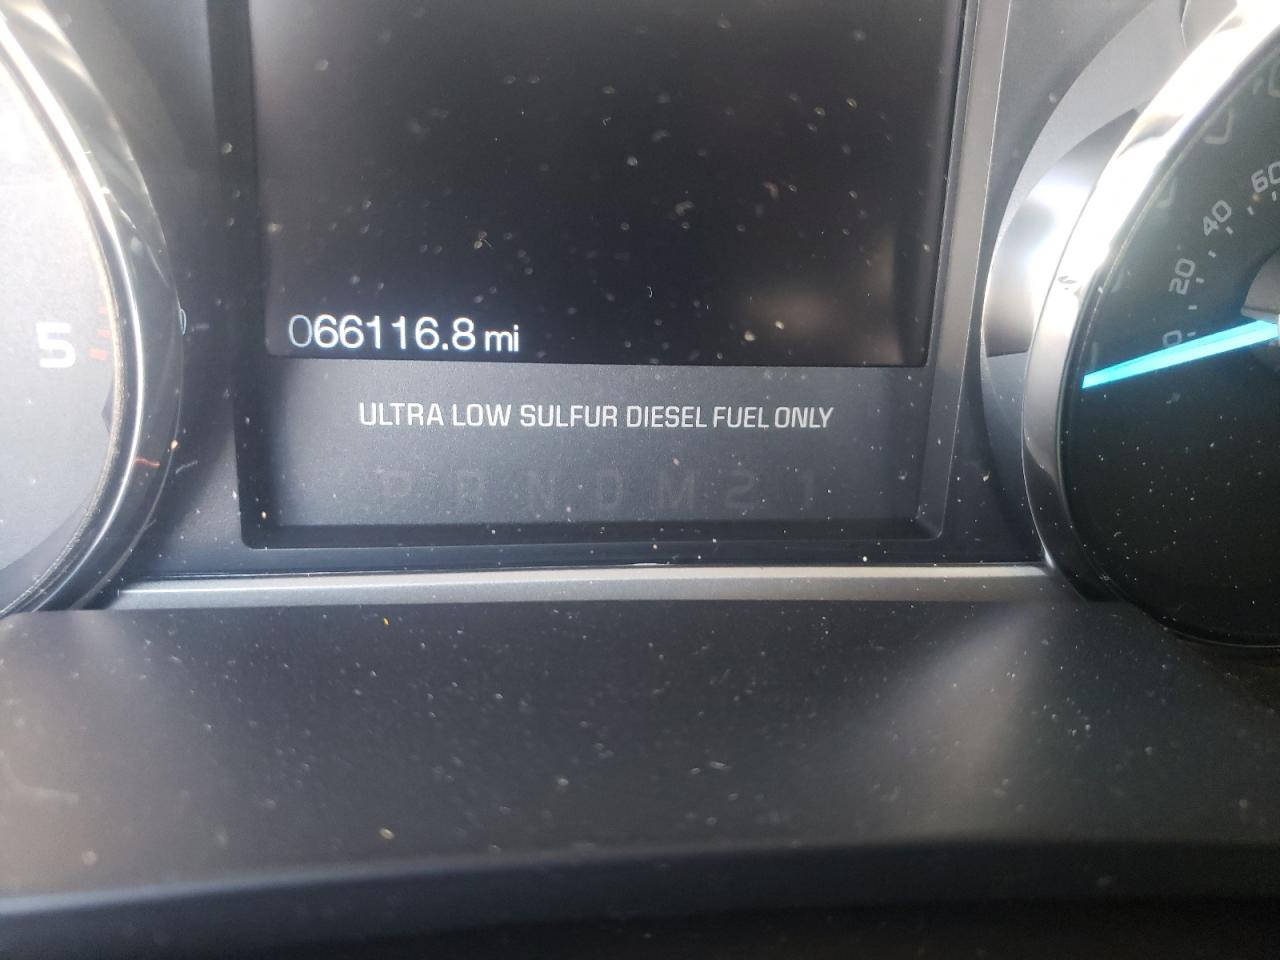 066116.8 mi
ULTRA LOW SULFUR DIESEL FUEL ONLY
P R N D M 2 1
5
0
20
40
60